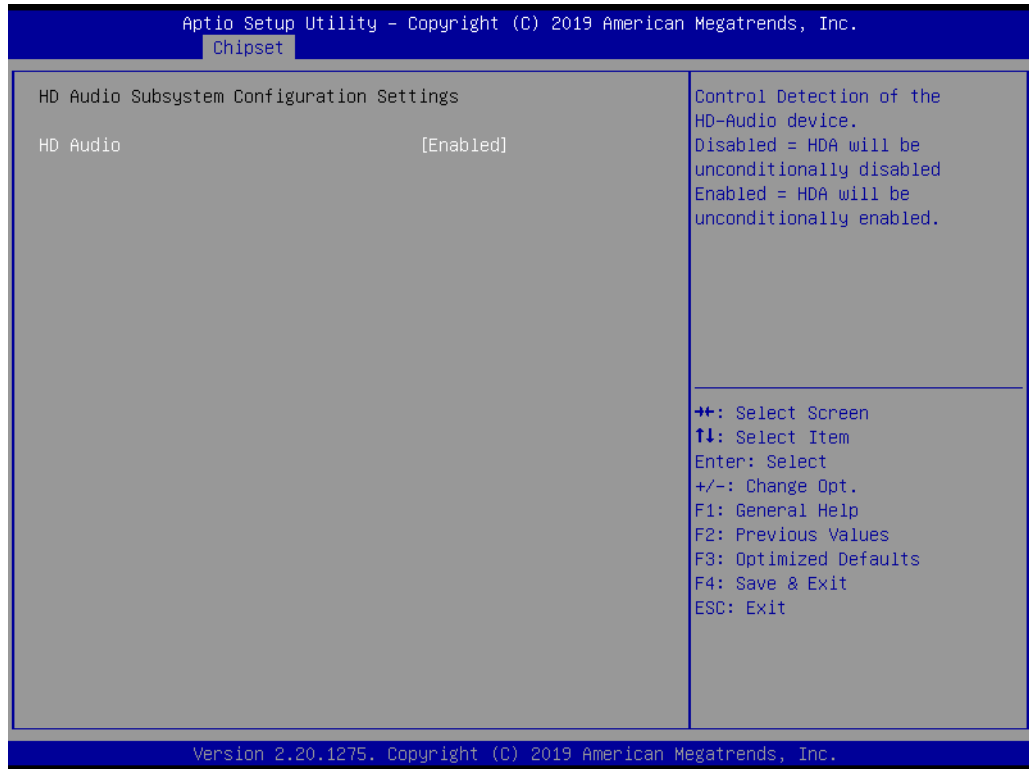 Aptio Setup Utility – Copyright (C) 2019 American Megatrends, Inc.
Chipset
HD Audio Subsystem Configuration Settings
HD Audio [Enabled]
Control Detection of the
HD-Audio device.
Disabled = HDA will be
unconditionally disabled
Enabled = HDA will be
unconditionally enabled.
→←: Select Screen
↑↓: Select Item
Enter: Select
+/-: Change Opt.
F1: General Help
F2: Previous Values
F3: Optimized Defaults
F4: Save & Exit
ESC: Exit
Version 2.20.1275. Copyright (C) 2019 American Megatrends, Inc.